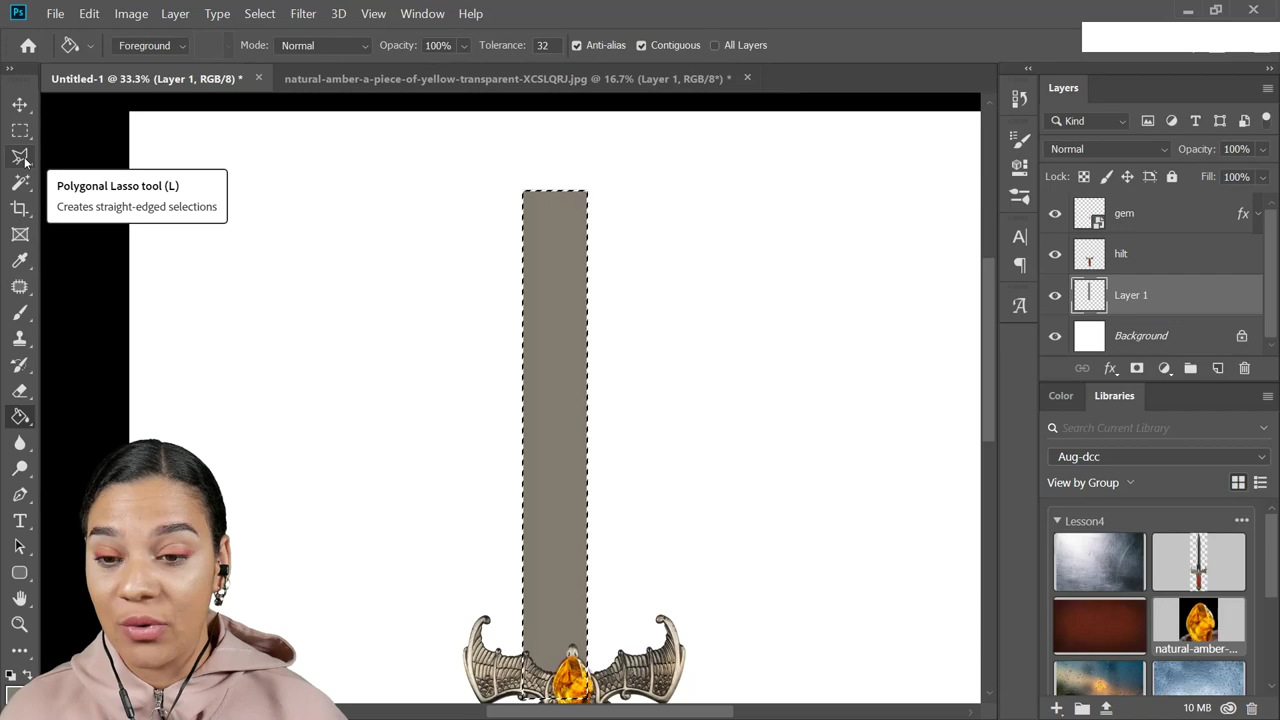 Ps File Edit Image Layer Type Select Filter 3D View Window Help
Foreground Mode: Normal Opacity: 100% Tolerance: 32 Anti-alias Contiguous All Layers
Untitled-1 @ 33.3% (Layer 1, RGB/8) * natural-amber-a-piece-of-yellow-transparent-XCSLQRJ.jpg @ 16.7% (Layer 1, RGB/8*) *
Polygonal Lasso tool (L)
Creates straight-edged selections
Layers
Kind
Normal Opacity: 100%
Lock: Fill: 100%
gem fx
hilt
Layer 1
Background
fx
Color Libraries
Search Current Library
Aug-dcc
View by Group
Lesson4
natural-amber-...
10 MB